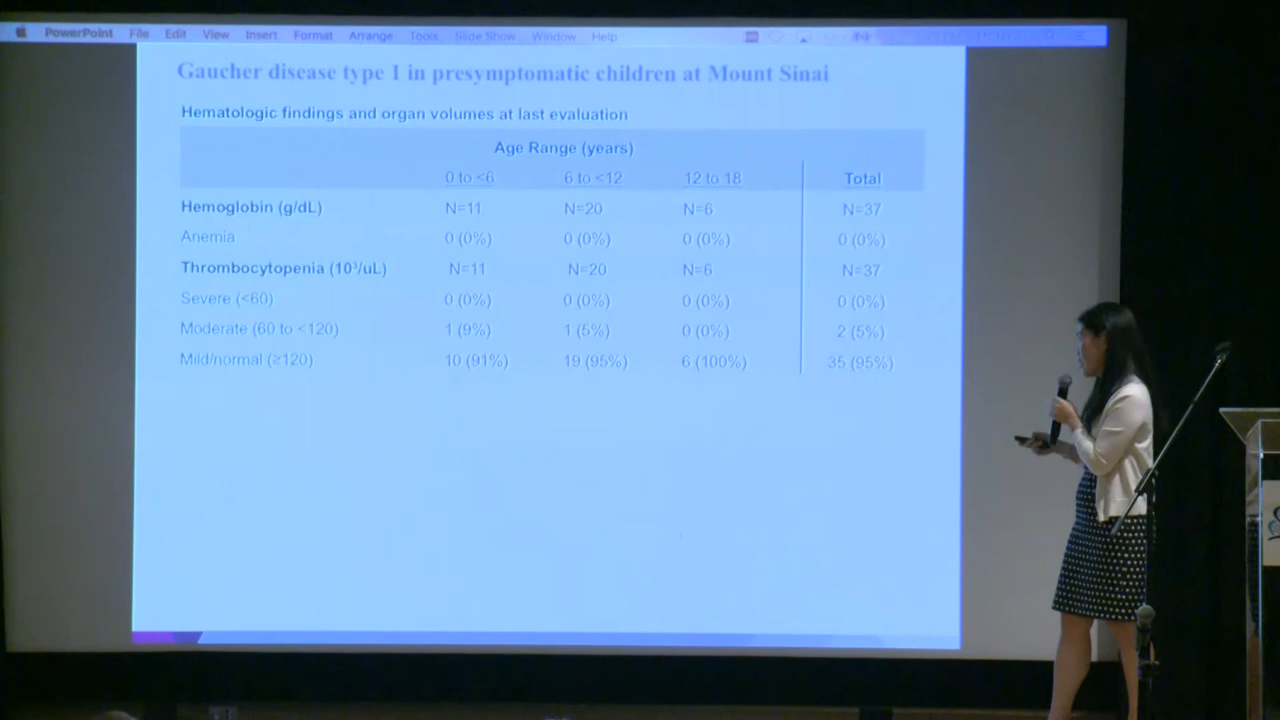 PowerPoint File Edit View Insert Format Arrange Tools Slide Show Window Help
Gaucher disease type 1 in presymptomatic children at Mount Sinai
Hematologic findings and organ volumes at last evaluation
Age Range (years)
0 to <6 6 to <12 12 to 18 Total
Hemoglobin (g/dL) N=11 N=20 N=6 N=37
Anemia 0 (0%) 0 (0%) 0 (0%) 0 (0%)
Thrombocytopenia (10³/uL) N=11 N=20 N=6 N=37
Severe (<60) 0 (0%) 0 (0%) 0 (0%) 0 (0%)
Moderate (60 to <120) 1 (9%) 1 (5%) 0 (0%) 2 (5%)
Mild/normal (≥120) 10 (91%) 19 (95%) 6 (100%) 35 (95%)